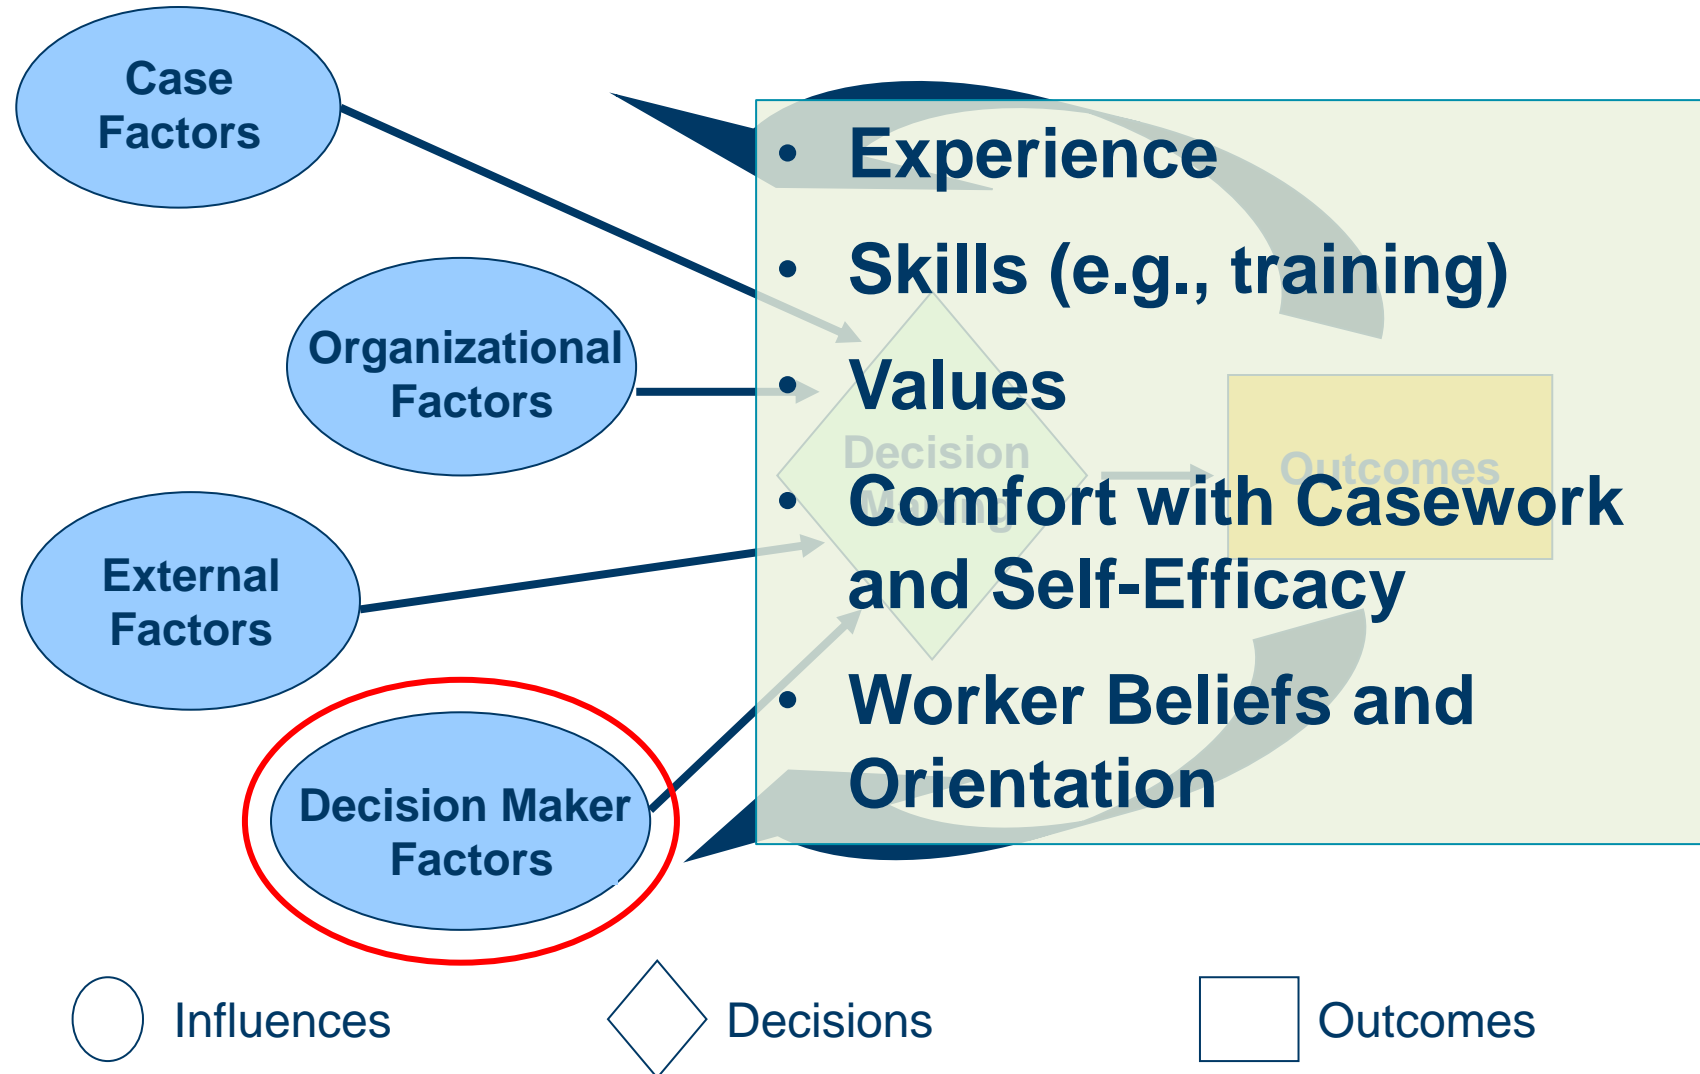 Case
Factors
Organizational
Factors
External
Factors
Decision Maker
Factors
• Experience
• Skills (e.g., training)
• Values
• Comfort with Casework
and Self-Efficacy
• Worker Beliefs and
Orientation
Decision
Making
Outcomes
Influences
Decisions
Outcomes